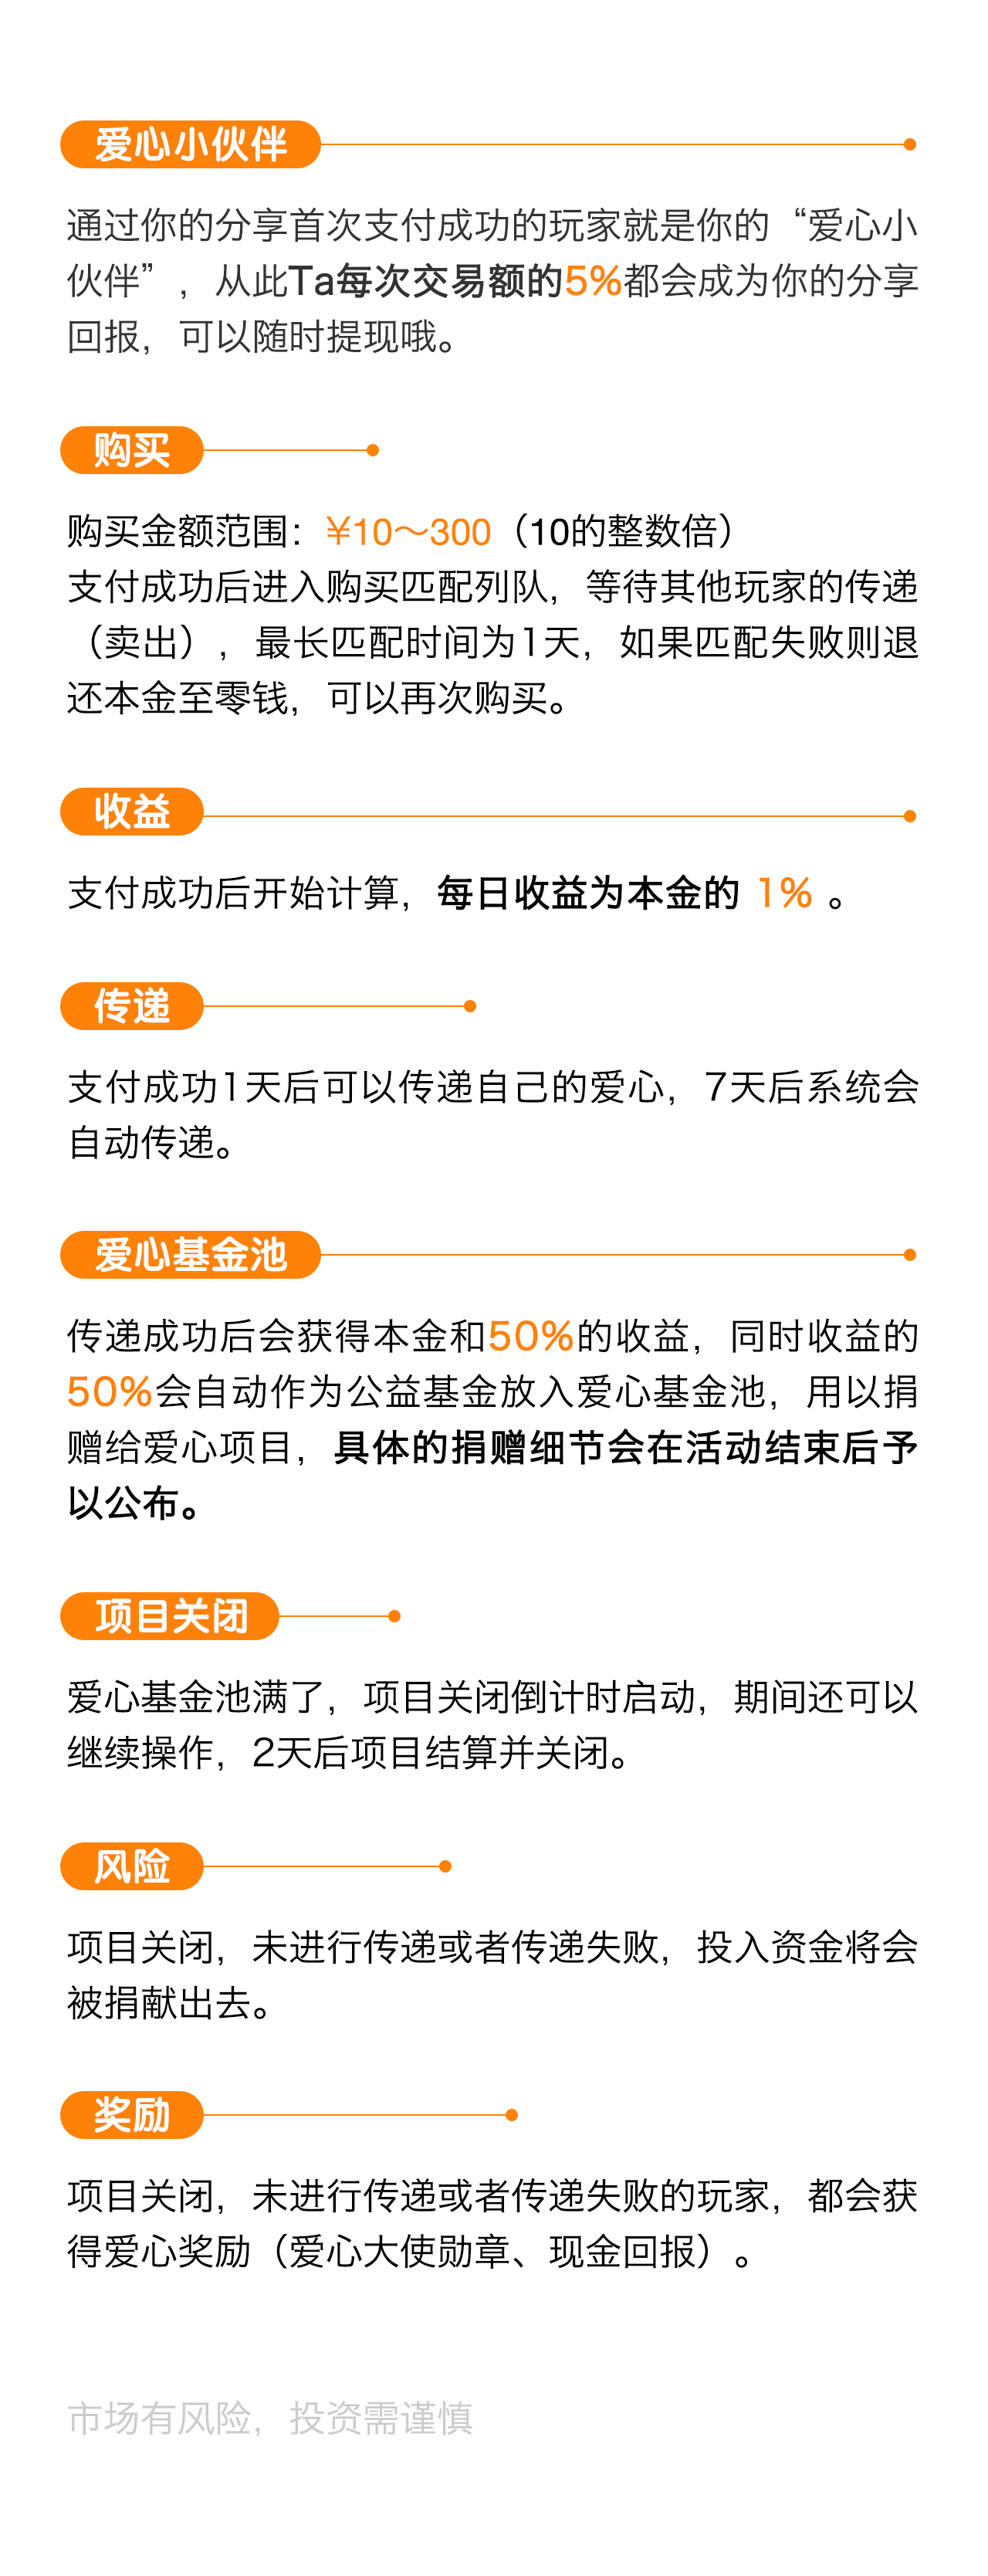 爱心小伙伴
通过你的分享首次支付成功的玩家就是你的“爱心小
伙伴”，从此Ta每次交易额的5%都会成为你的分享
回报，可以随时提现哦。
购买
购买金额范围：¥10～300（10的整数倍）
支付成功后进入购买匹配列队，等待其他玩家的传递
（卖出），最长匹配时间为1天，如果匹配失败则退
还本金至零钱，可以再次购买。
收益
支付成功后开始计算，每日收益为本金的 1% 。
传递
支付成功1天后可以传递自己的爱心，7天后系统会
自动传递。
爱心基金池
传递成功后会获得本金和50%的收益，同时收益的
50%会自动作为公益基金放入爱心基金池，用以捐
赠给爱心项目，具体的捐赠细节会在活动结束后予
以公布。
项目关闭
爱心基金池满了，项目关闭倒计时启动，期间还可以
继续操作，2天后项目结算并关闭。
风险
项目关闭，未进行传递或者传递失败，投入资金将会
被捐献出去。
奖励
项目关闭，未进行传递或者传递失败的玩家，都会获
得爱心奖励（爱心大使勋章、现金回报）。
市场有风险，投资需谨慎